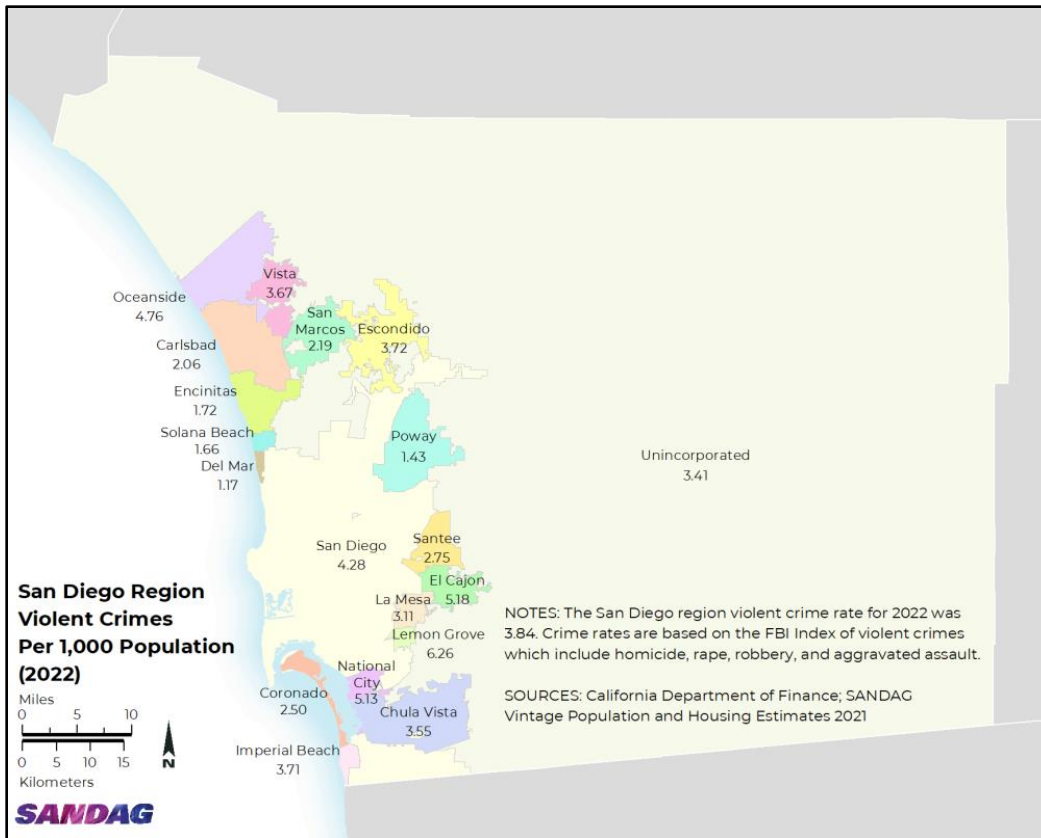 Vista
3.67
Oceanside
4.76
San
Marcos
2.19
Escondido
3.72
Carlsbad
2.06
Encinitas
1.72
Solana Beach
1.66
Del Mar
1.17
Poway
1.43
Unincorporated
3.41
San Diego
4.28
Santee
2.75
El Cajon
5.18
La Mesa
3.11
Lemon Grove
6.26
National
City
5.13
Coronado
2.50
Chula Vista
3.55
Imperial Beach
3.71
San Diego Region
Violent Crimes
Per 1,000 Population
(2022)
Miles
0 5 10
0 5 10 15
Kilometers
N
SANDAG
NOTES: The San Diego region violent crime rate for 2022 was
3.84. Crime rates are based on the FBI Index of violent crimes
which include homicide, rape, robbery, and aggravated assault.
SOURCES: California Department of Finance; SANDAG
Vintage Population and Housing Estimates 2021